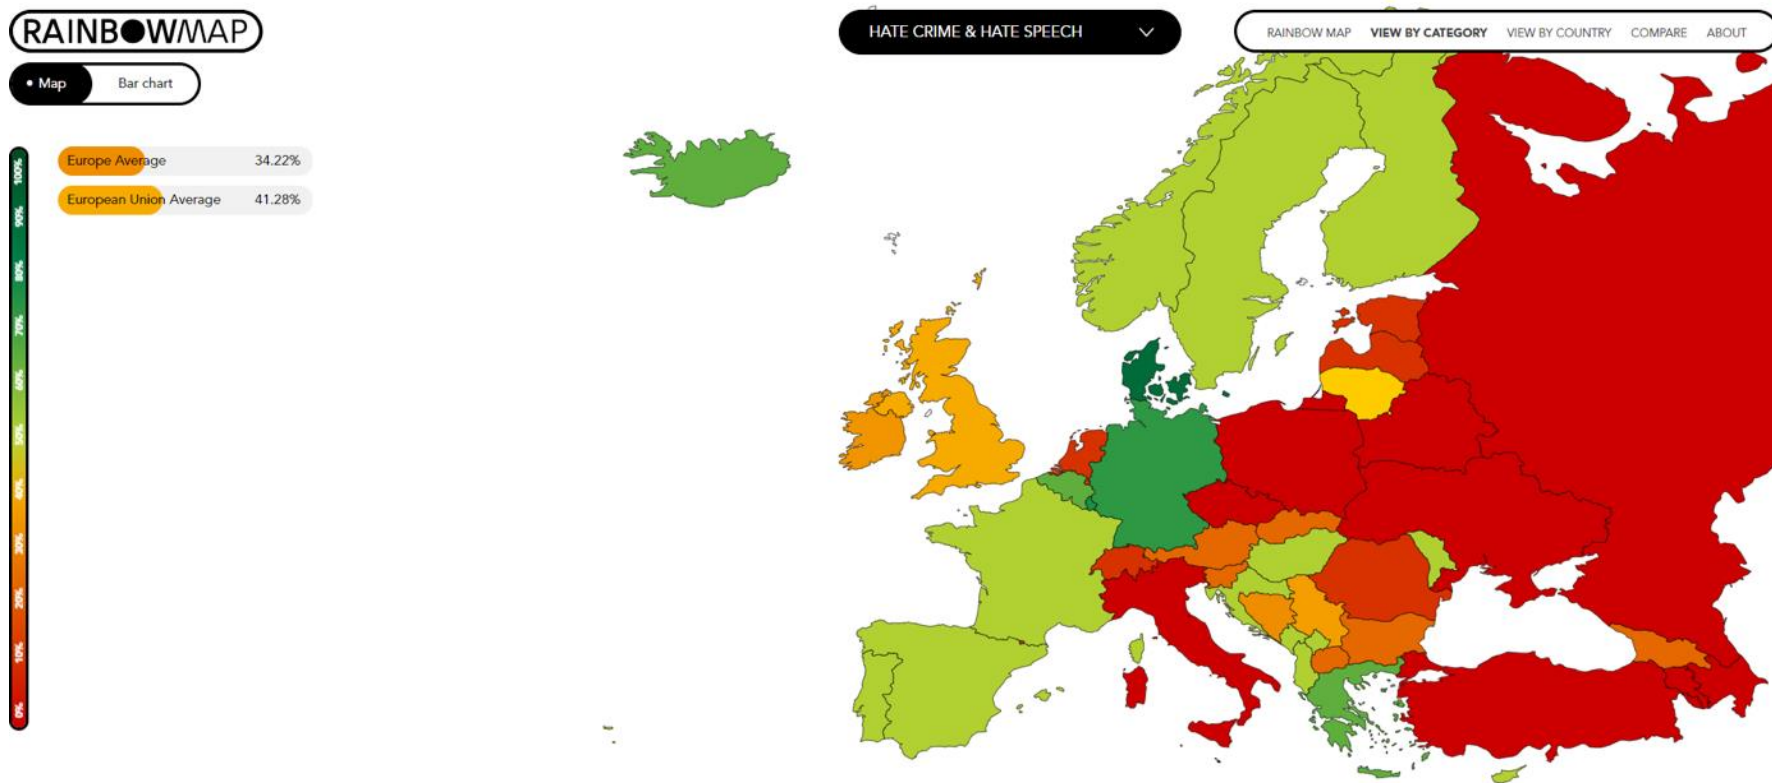 RAINBOWMAP
HATE CRIME & HATE SPEECH
RAINBOW MAP VIEW BY CATEGORY VIEW BY COUNTRY COMPARE ABOUT
• Map Bar chart
Europe Average 34.22%
European Union Average 41.28%
100%
90%
80%
70%
60%
50%
40%
30%
20%
10%
0%